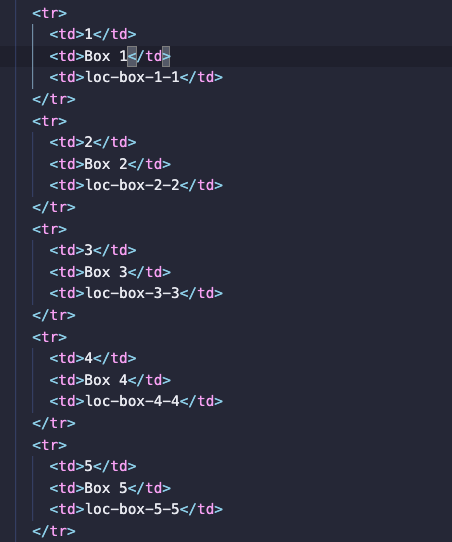 <tr>
<td>1</td>
<td>Box 1</td>
<td>loc-box-1-1</td>
</tr>
<tr>
<td>2</td>
<td>Box 2</td>
<td>loc-box-2-2</td>
</tr>
<tr>
<td>3</td>
<td>Box 3</td>
<td>loc-box-3-3</td>
</tr>
<tr>
<td>4</td>
<td>Box 4</td>
<td>loc-box-4-4</td>
</tr>
<tr>
<td>5</td>
<td>Box 5</td>
<td>loc-box-5-5</td>
</tr>